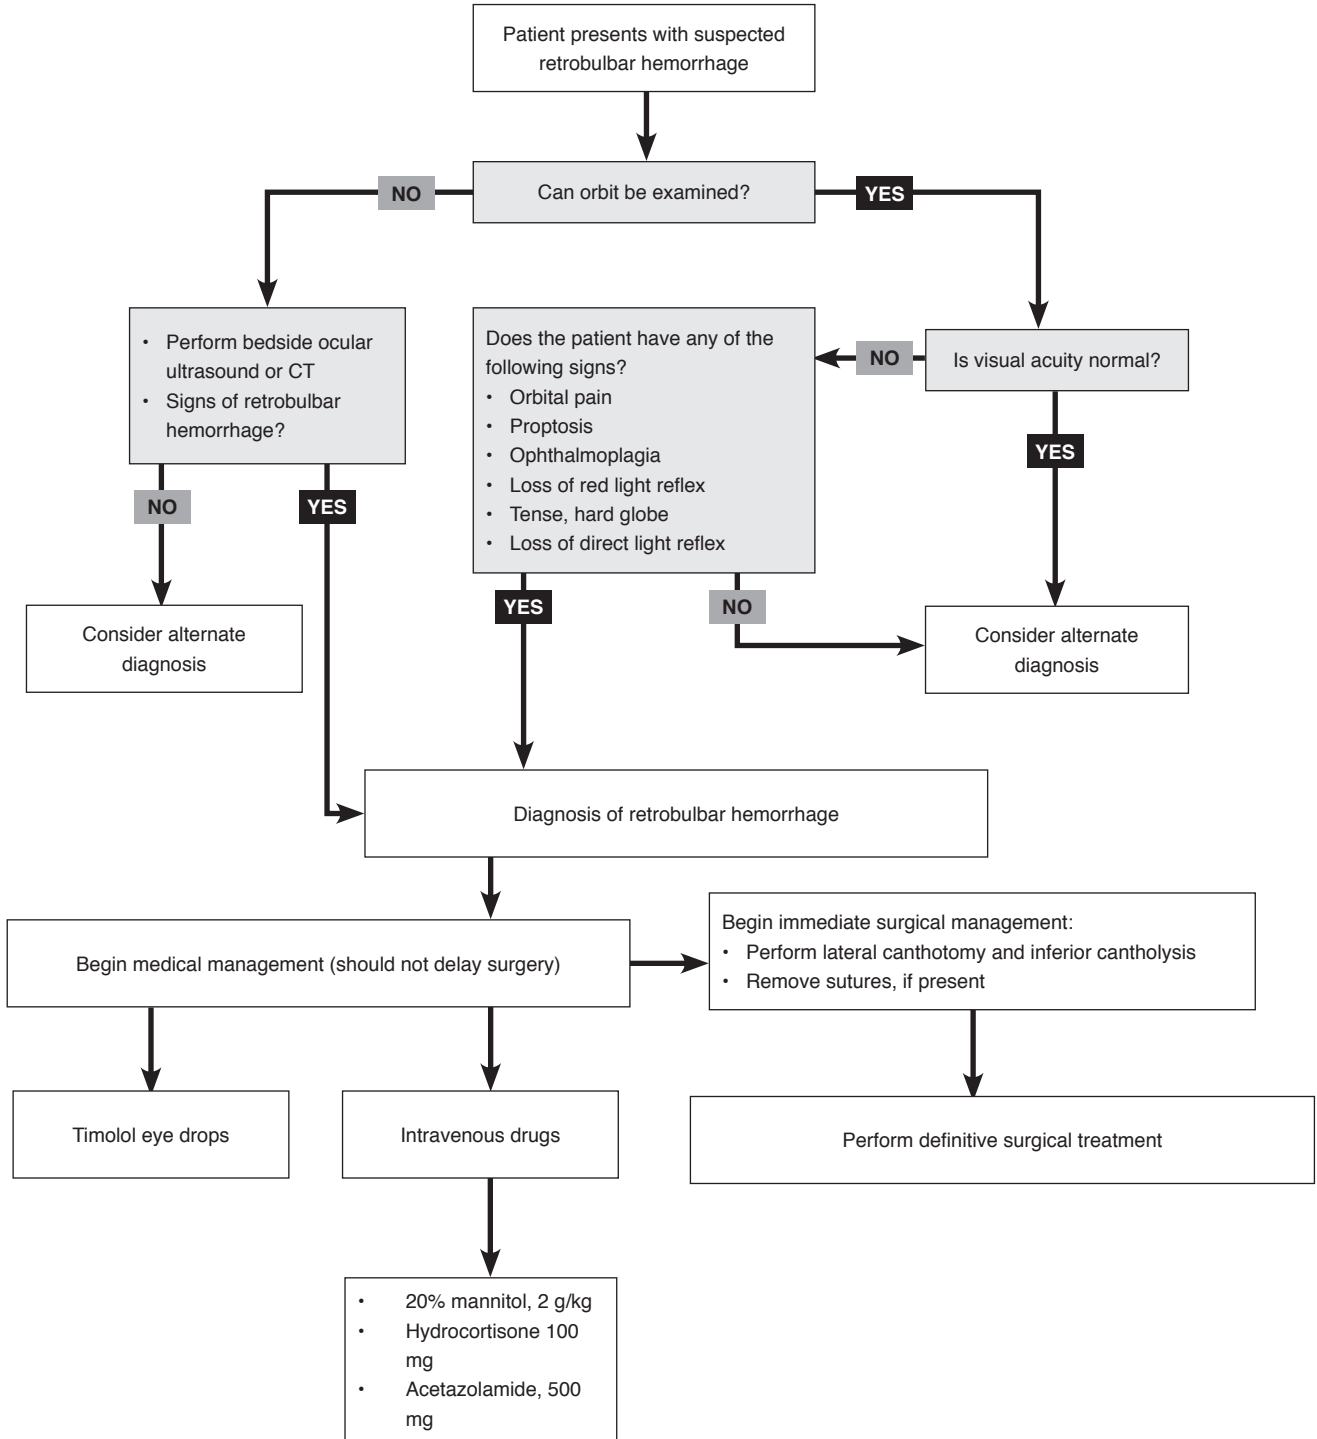 Patient presents with suspected
retrobulbar hemorrhage
NO
Can orbit be examined?
YES
• Perform bedside ocular
ultrasound or CT
• Signs of retrobulbar
hemorrhage?
Does the patient have any of the
following signs?
• Orbital pain
• Proptosis
• Ophthalmoplagia
• Loss of red light reflex
• Tense, hard globe
• Loss of direct light reflex
NO
Is visual acuity normal?
YES
NO
YES
YES
NO
Consider alternate
diagnosis
Consider alternate
diagnosis
Diagnosis of retrobulbar hemorrhage
Begin medical management (should not delay surgery)
Begin immediate surgical management:
• Perform lateral canthotomy and inferior cantholysis
• Remove sutures, if present
Timolol eye drops
Intravenous drugs
Perform definitive surgical treatment
• 20% mannitol, 2 g/kg
• Hydrocortisone 100
mg
• Acetazolamide, 500
mg